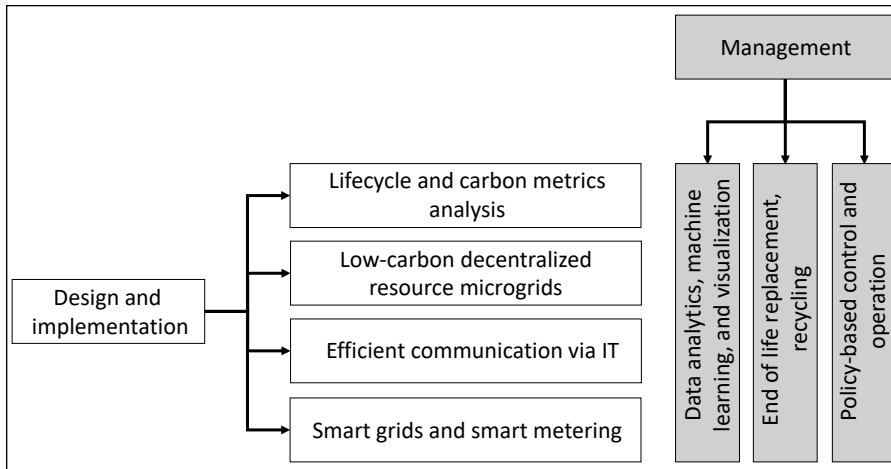 Management
Design and
implementation
Lifecycle and carbon metrics
analysis
Low-carbon decentralized
resource microgrids
Efficient communication via IT
Smart grids and smart metering
Data analytics, machine
learning, and visualization
End of life replacement,
recycling
Policy-based control and
operation